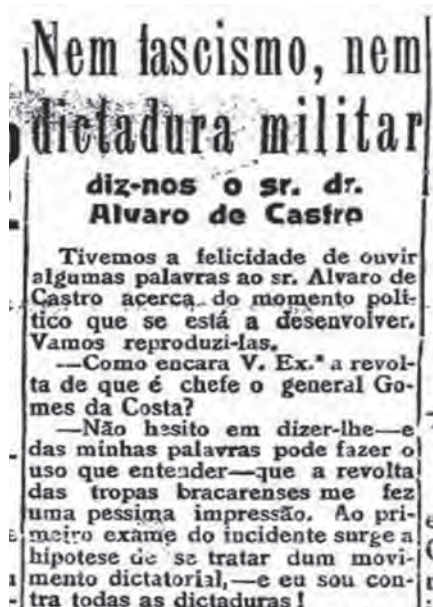 Nem fascismo, nem
dictadura militar
diz-nos o sr. dr.
Alvaro de Castro
Tivemos a felicidade de ouvir
algumas palavras ao sr. Alvaro de
Castro acerca do momento poli-
tico que se está a desenvolver.
Vamos reproduzi-las.
—Como encara V. Ex.ª a revol-
ta de que é chefe o general Go-
mes da Costa?
—Não hesito em dizer-lhe—e
das minhas palavras pode fazer o
uso que entender—que a revolta
das tropas bracarenses me fez
uma pessima impressão. Ao pri-
meiro exame do incidente surge a
hipotese de se tratar dum movi-
mento dictatorial,—e eu sou con-
tra todas as dictaduras!